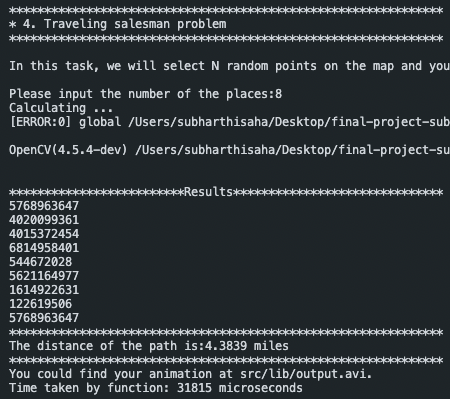 *************************************************************
* 4. Traveling salesman problem
*************************************************************
In this task, we will select N random points on the map and you
Please input the number of the places:8
Calculating ...
[ERROR:0] global /Users/subharthisaha/Desktop/final-project-sub
OpenCV(4.5.4-dev) /Users/subharthisaha/Desktop/final-project-su
*************************Results******************************
5768963647
4020099361
4015372454
6814958401
544672028
5621164977
1614922631
122619506
5768963647
*************************************************************
The distance of the path is:4.3839 miles
*************************************************************
You could find your animation at src/lib/output.avi.
Time taken by function: 31815 microseconds